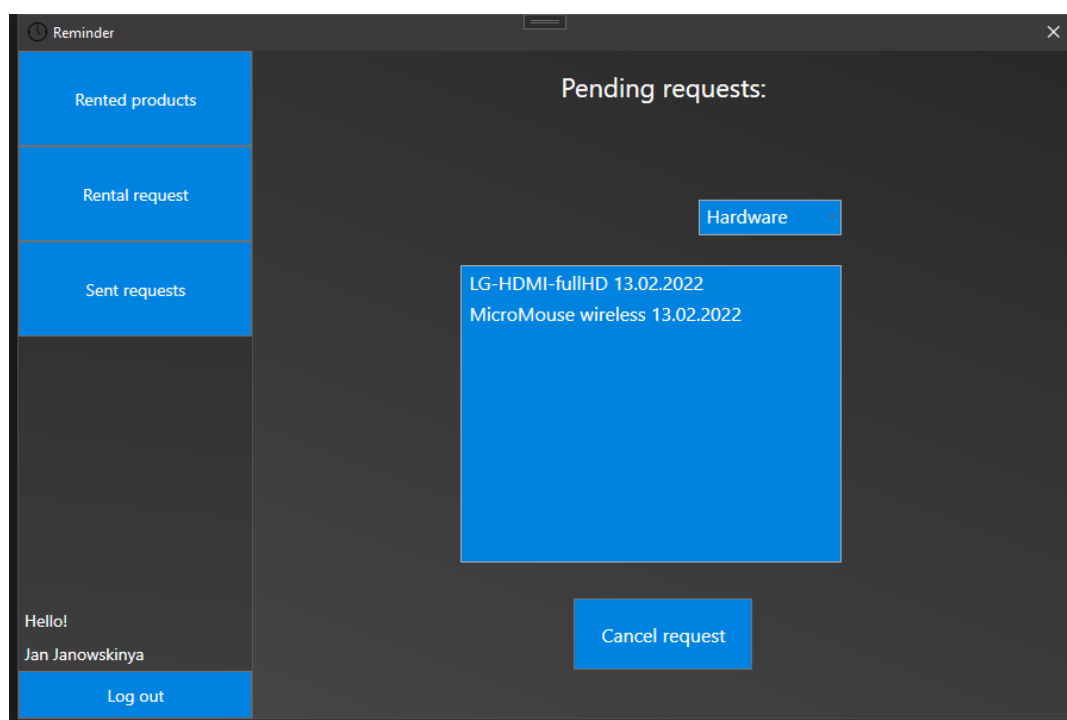 Reminder
Rented products
Rental request
Sent requests
Hello!
Jan Janowskinya
Log out
Pending requests:
Hardware
LG-HDMI-fullHD 13.02.2022
MicroMouse wireless 13.02.2022
Cancel request